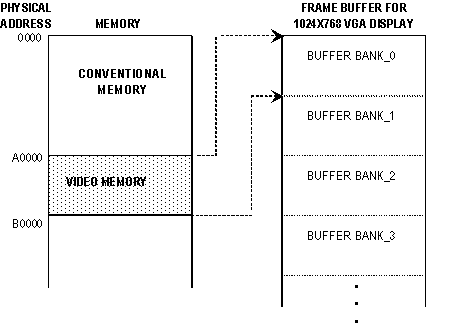 PHYSICAL
ADDRESS
MEMORY
FRAME BUFFER FOR
1024X768 VGA DISPLAY
0000
CONVENTIONAL
MEMORY
A0000
VIDEO MEMORY
B0000
BUFFER BANK_0
BUFFER BANK_1
BUFFER BANK_2
BUFFER BANK_3